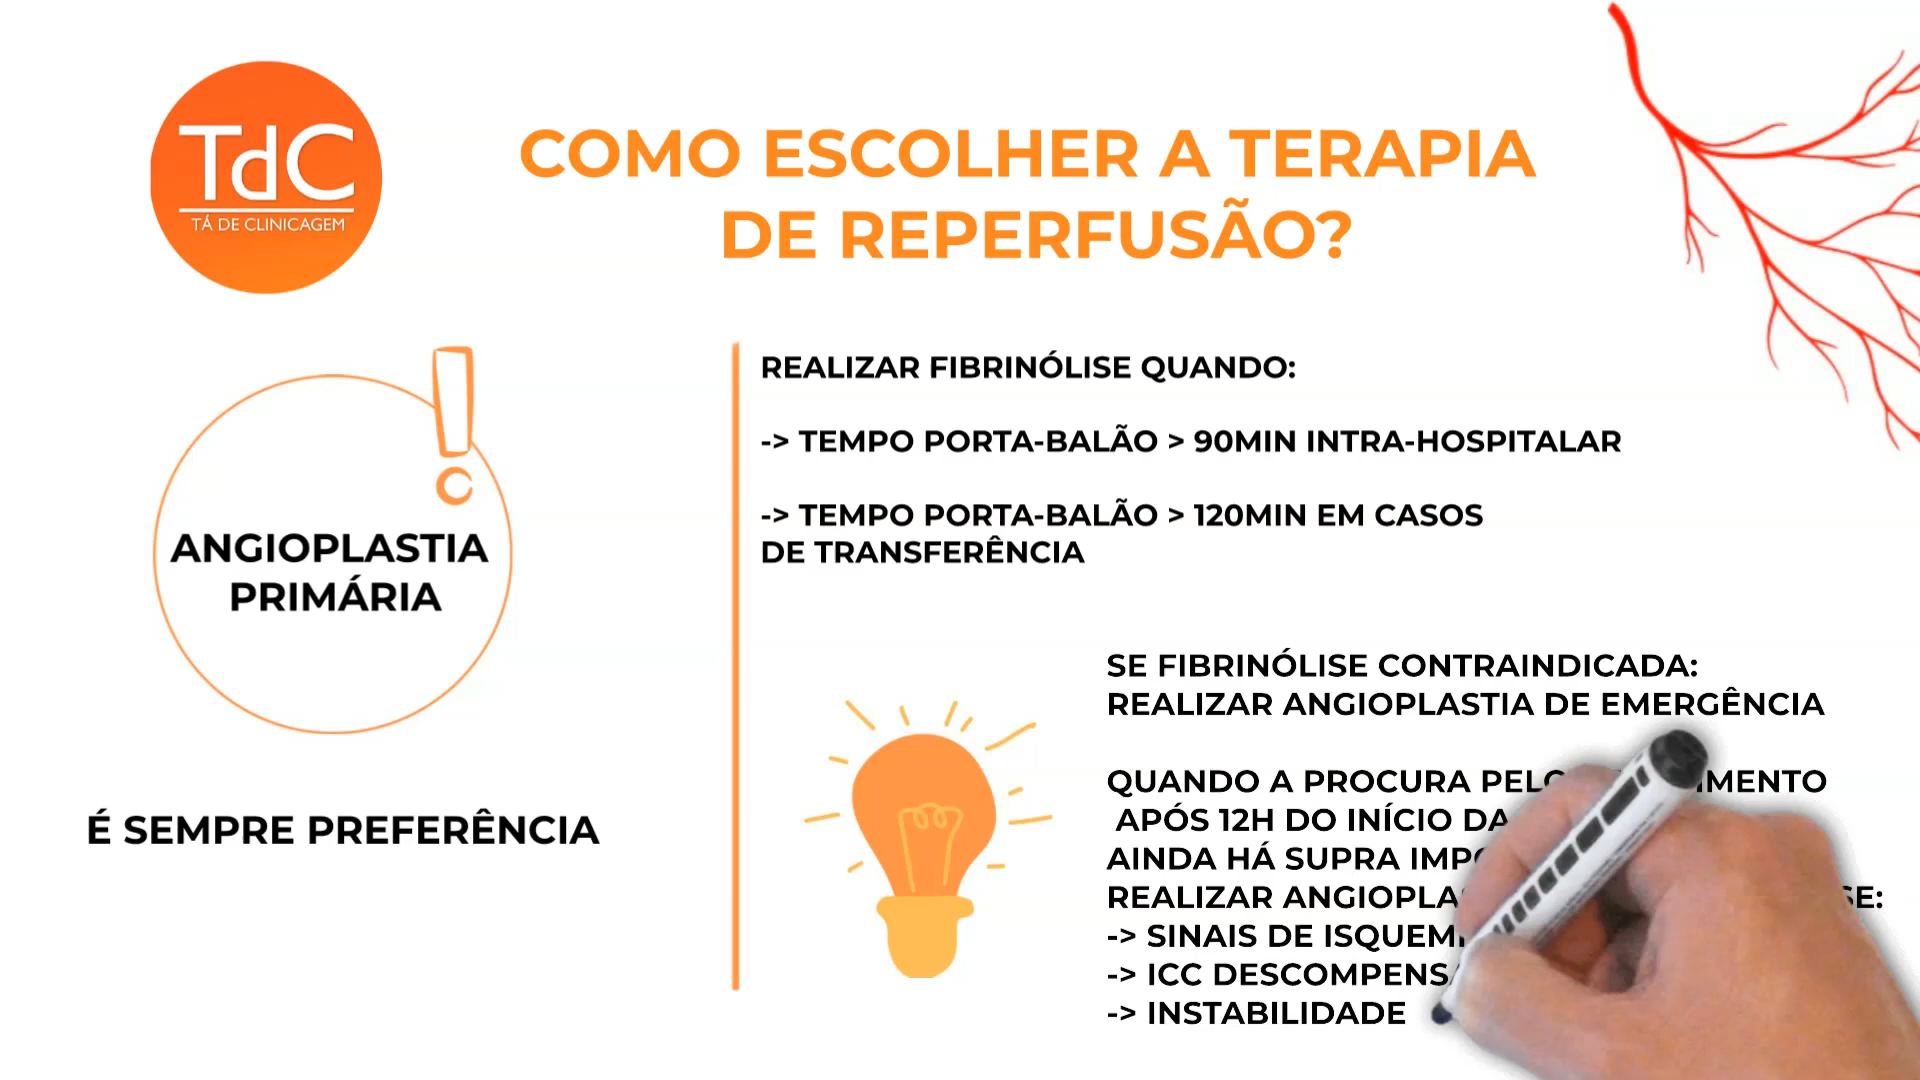 TdC
TÁ DE CLINICAGEM
COMO ESCOLHER A TERAPIA
DE REPERFUSÃO?
ANGIOPLASTIA
PRIMÁRIA
É SEMPRE PREFERÊNCIA
REALIZAR FIBRINÓLISE QUANDO:
-> TEMPO PORTA-BALÃO > 90MIN INTRA-HOSPITALAR
-> TEMPO PORTA-BALÃO > 120MIN EM CASOS
DE TRANSFERÊNCIA
SE FIBRINÓLISE CONTRAINDICADA:
REALIZAR ANGIOPLASTIA DE EMERGÊNCIA
QUANDO A PROCURA
APÓS 12H DO INÍCIO
AINDA HÁ SUPRA
REALIZAR
-> SINAIS DE
-> ICC
-> INSTABILIDADE